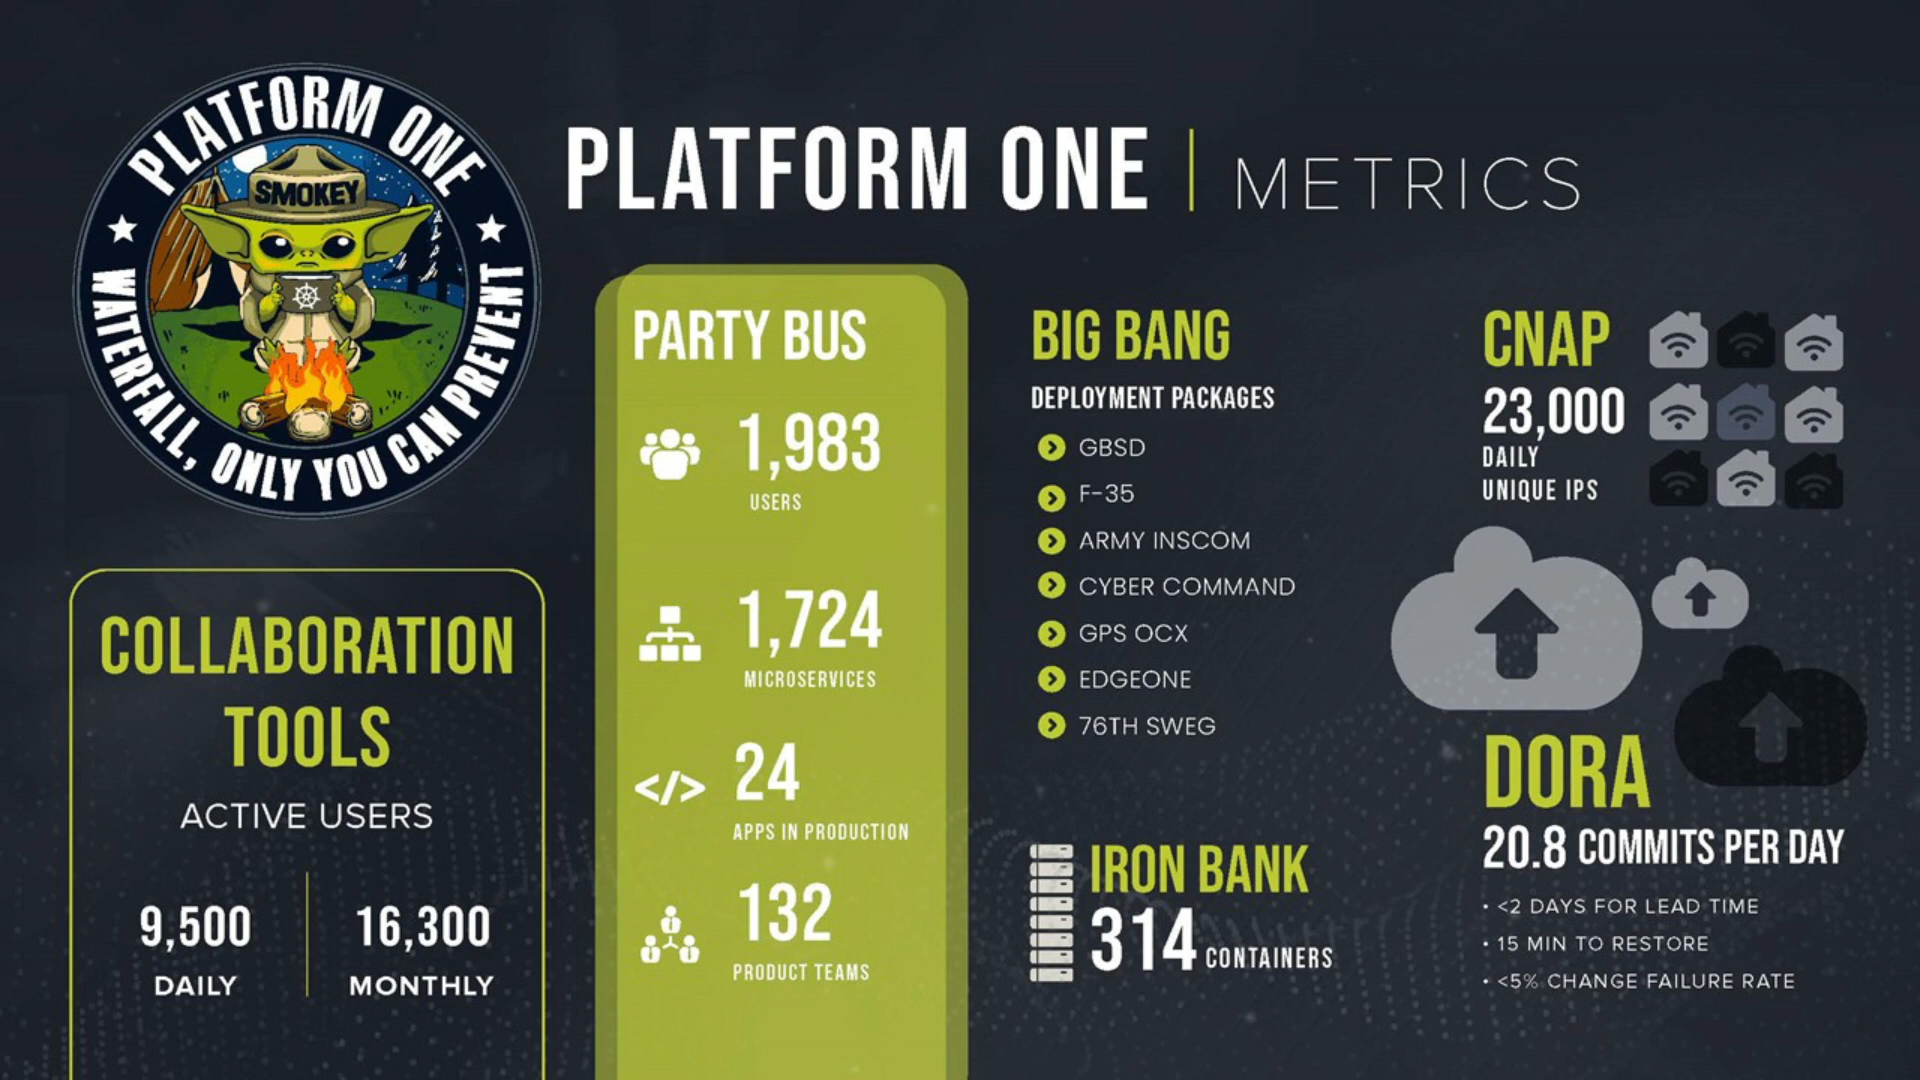 PLATFORM ONE
WATERFALL, ONLY YOU CAN PREVENT
SMOKEY
PLATFORM ONE | METRICS
COLLABORATION
TOOLS
ACTIVE USERS
9,500
DAILY
16,300
MONTHLY
PARTY BUS
1,983
USERS
1,724
MICROSERVICES
</>
24
APPS IN PRODUCTION
132
PRODUCT TEAMS
BIG BANG
DEPLOYMENT PACKAGES
GBSD
F-35
ARMY INSCOM
CYBER COMMAND
GPS OCX
EDGEONE
76TH SWEG
IRON BANK
314 CONTAINERS
CNAP
23,000
DAILY
UNIQUE IPS
DORA
20.8 COMMITS PER DAY
• <2 DAYS FOR LEAD TIME
• 15 MIN TO RESTORE
• <5% CHANGE FAILURE RATE